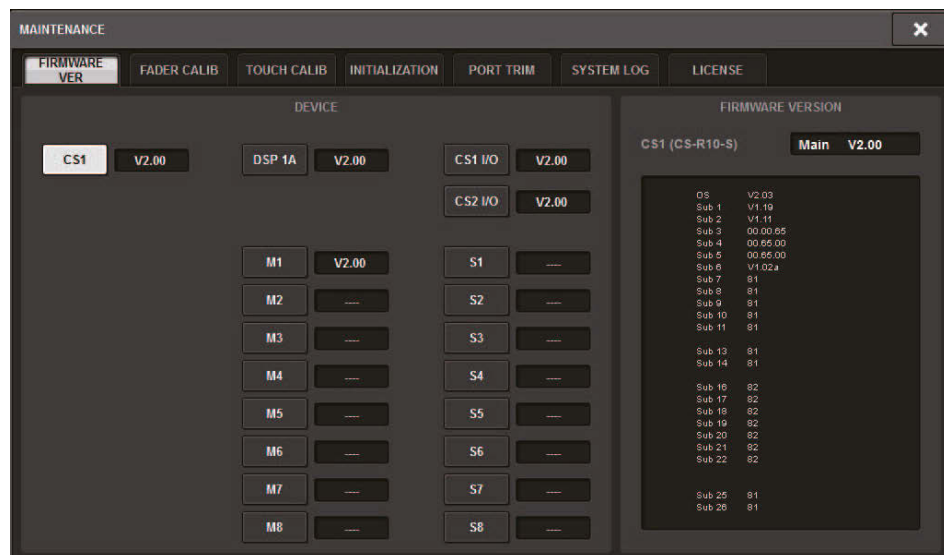 MAINTENANCE
FIRMWARE VER FADER CALIB TOUCH CALIB INITIALIZATION PORT TRIM SYSTEM LOG LICENSE
DEVICE
CS1 V2.00 DSP 1A V2.00 CS1 I/O V2.00
CS2 I/O V2.00
M1 V2.00 S1 ----
M2 ---- S2 ----
M3 ---- S3 ----
M4 ---- S4 ----
M5 ---- S5 ----
M6 ---- S6 ----
M7 ---- S7 ----
M8 ---- S8 ----
FIRMWARE VERSION
CS1 (CS-R10-S) Main V2.00
OS V2.03
Sub 1 V1.19
Sub 2 V1.11
Sub 3 00.00.65
Sub 4 00.65.00
Sub 5 00.65.00
Sub 6 V1.02a
Sub 7 81
Sub 8 81
Sub 9 81
Sub 10 81
Sub 11 81
Sub 13 81
Sub 14 81
Sub 16 82
Sub 17 82
Sub 18 82
Sub 19 82
Sub 20 82
Sub 21 82
Sub 22 82
Sub 25 81
Sub 26 81